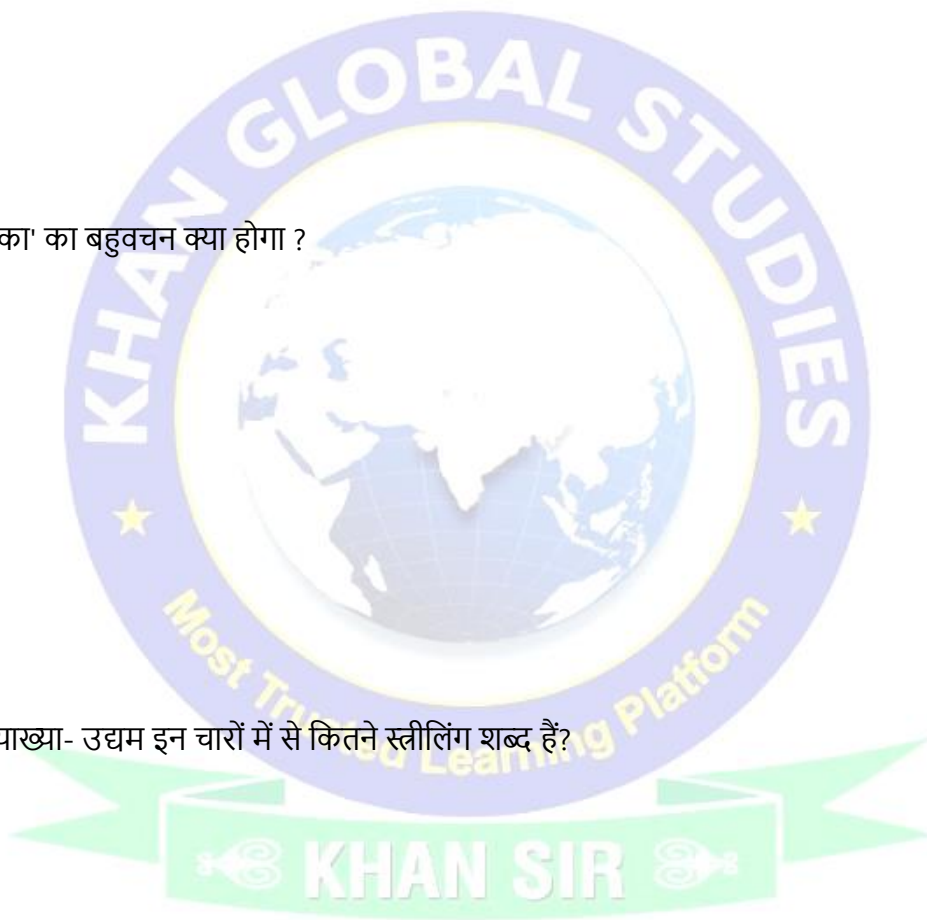 KHAN GLOBAL STUDIES
का' का बहुवचन क्या होगा ?
Most Trusted Learning Platform
याख्या- उद्यम इन चारों में से कितने स्त्रीलिंग शब्द हैं?
KHAN SIR